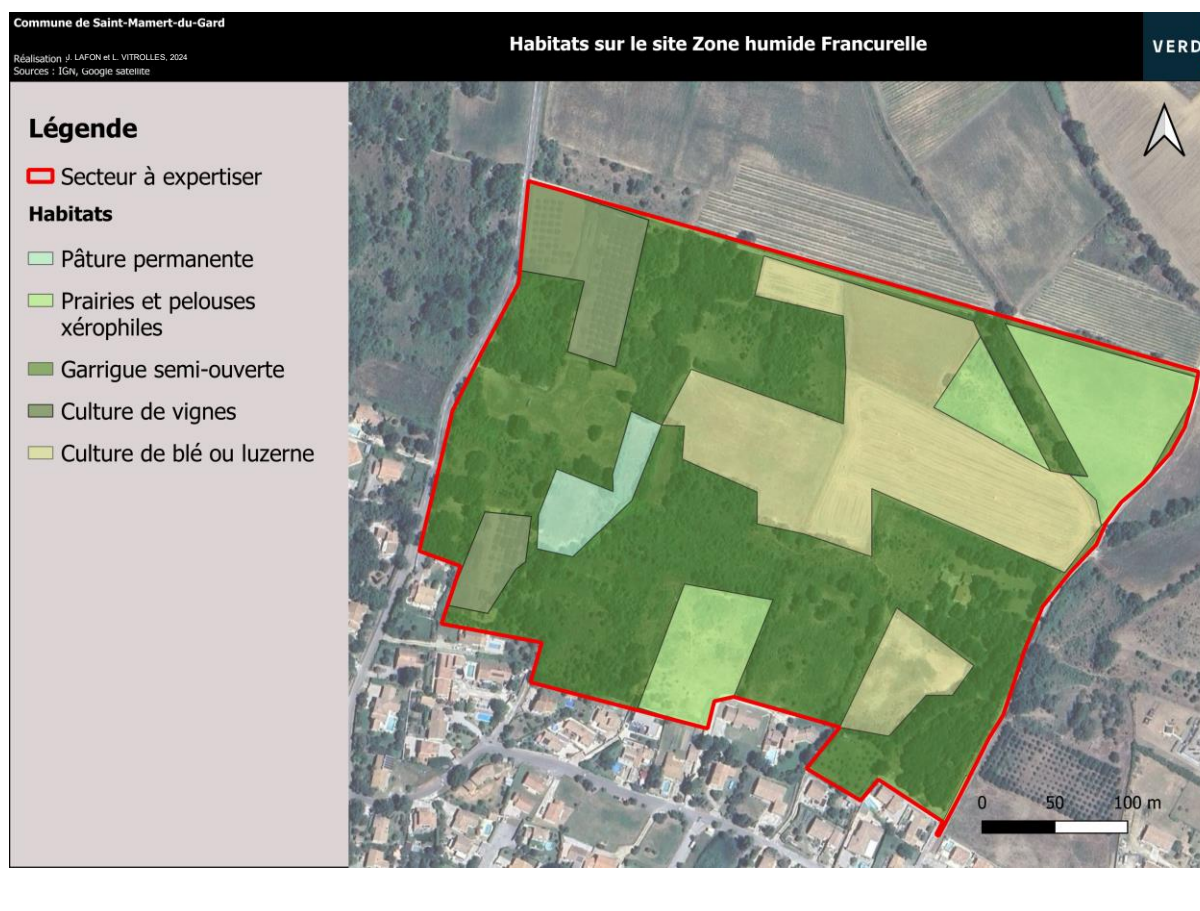 Commune de Saint-Mamert-du-Gard
Habitats sur le site Zone humide Francurelle
VERD
Réalisation : J. LAFON et L. VITROLLES, 2024
Sources : IGN, Google satellite
Légende
Secteur à expertiser
Habitats
Pâture permanente
Prairies et pelouses
xérophiles
Garrigue semi-ouverte
Culture de vignes
Culture de blé ou luzerne
0 50 100 m